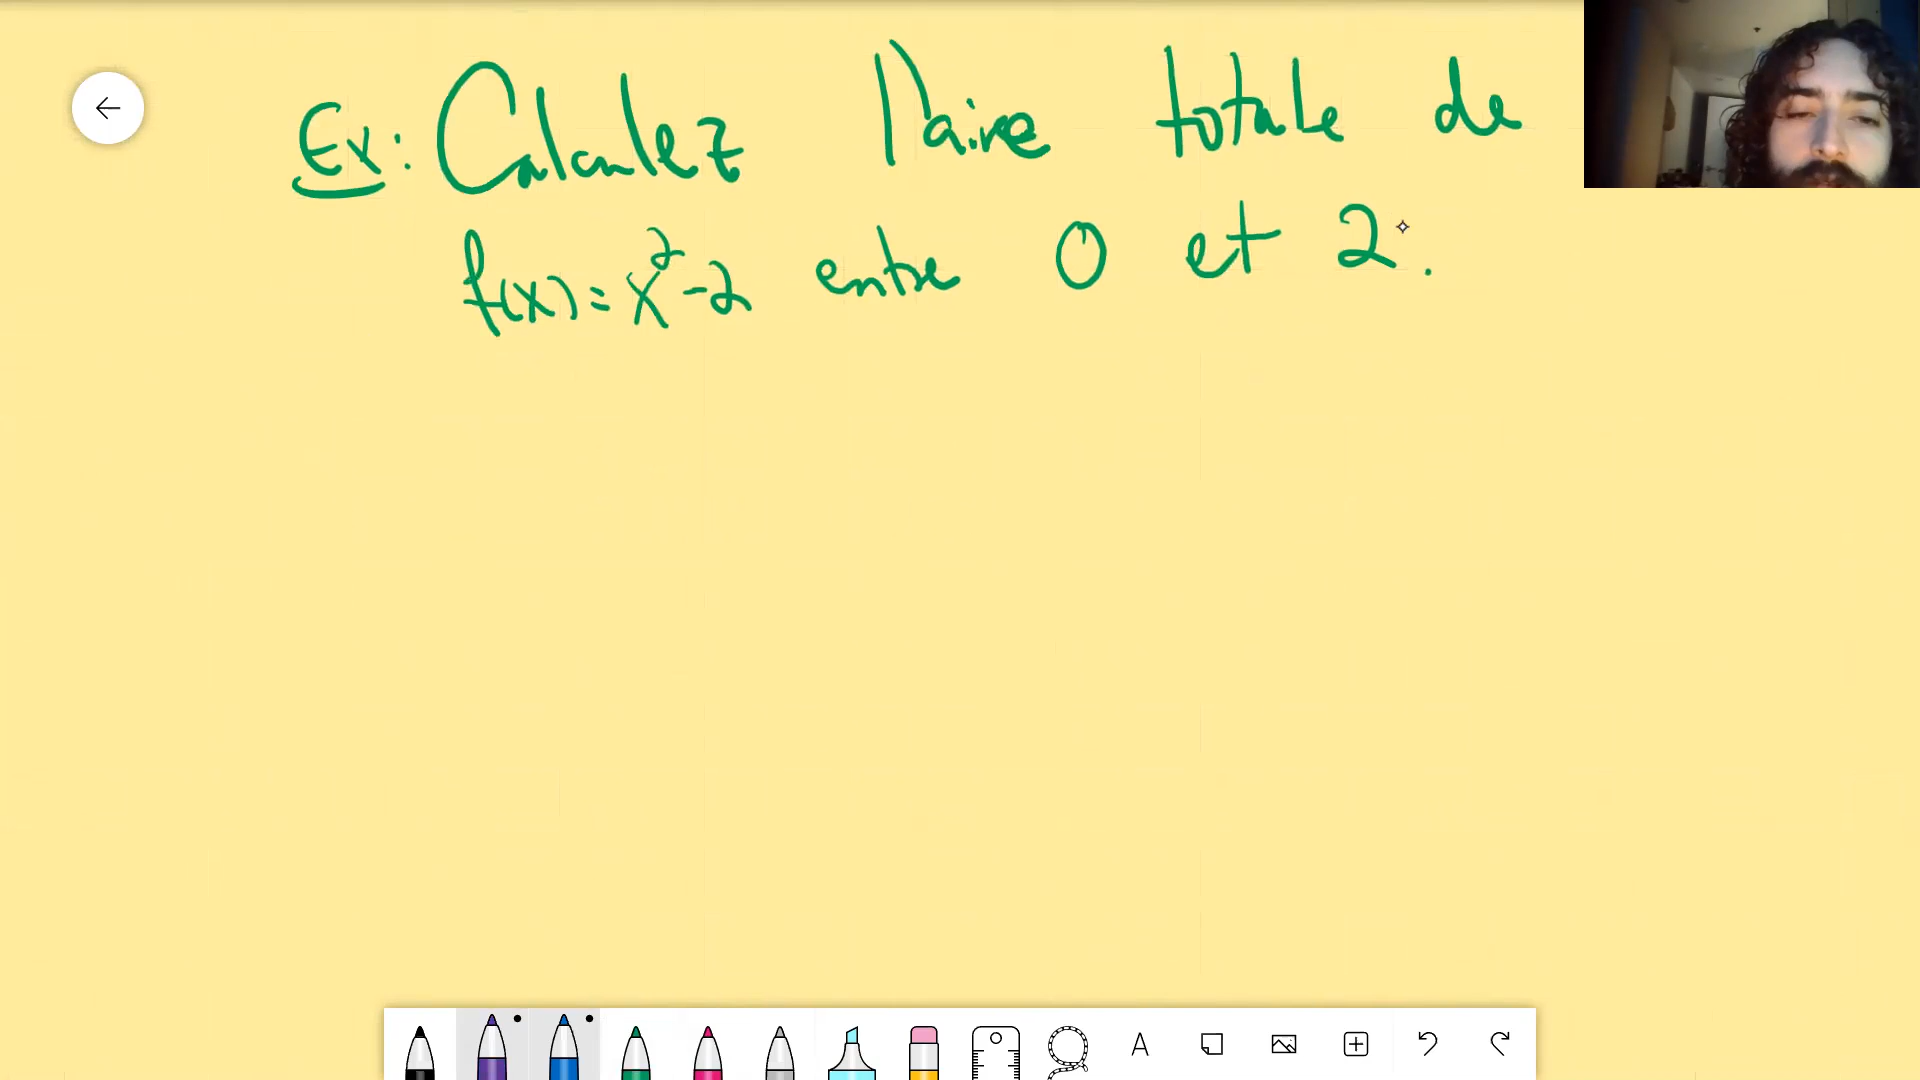 Ex: Calculez l'aire totale de
f(x) = x² - 2 entre 0 et 2.
A